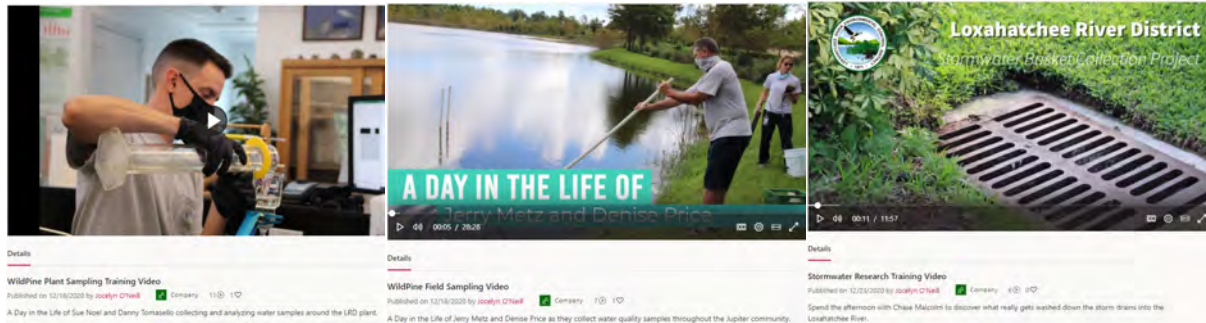 Details
WildPine Plant Sampling Training Video
Published on 12/18/2020 by Jocelyn O'Neill Company 13 1
A Day in the Life of Sue Noel and Danny Tomasello collecting and analyzing water samples around the LRD plant.
A DAY IN THE LIFE OF
Jerry Metz and Denise Price
00:05 / 28:28
Details
WildPine Field Sampling Video
Published on 12/18/2020 by Jocelyn O'Neill Company 7 1
A Day in the Life of Jerry Metz and Denise Price as they collect water quality samples throughout the Jupiter community.
Loxahatchee River District
Stormwater Basket Collection Project
00:11 / 11:57
Details
Stormwater Research Training Video
Published on 12/23/2020 by Jocelyn O'Neill Company 0
Spend the afternoon with Chase Malcolm to discover what really gets washed down the storm drains into the
Loxahatchee River.